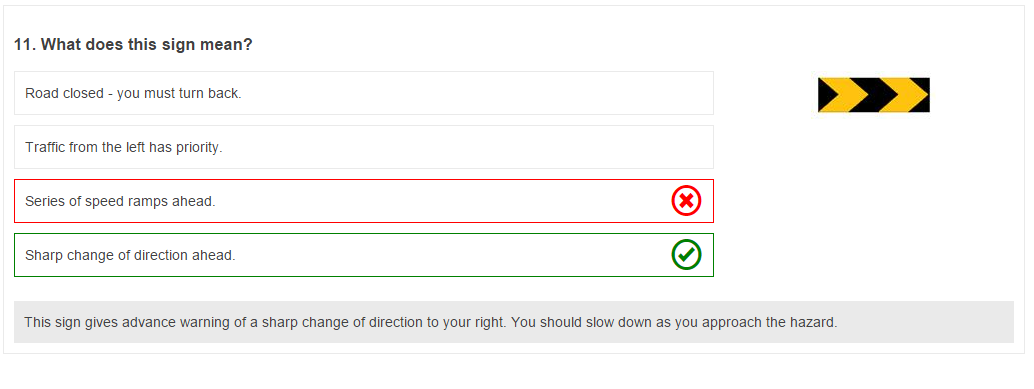 11. What does this sign mean?
Road closed - you must turn back.
Traffic from the left has priority.
Series of speed ramps ahead.
Sharp change of direction ahead.
This sign gives advance warning of a sharp change of direction to your right. You should slow down as you approach the hazard.